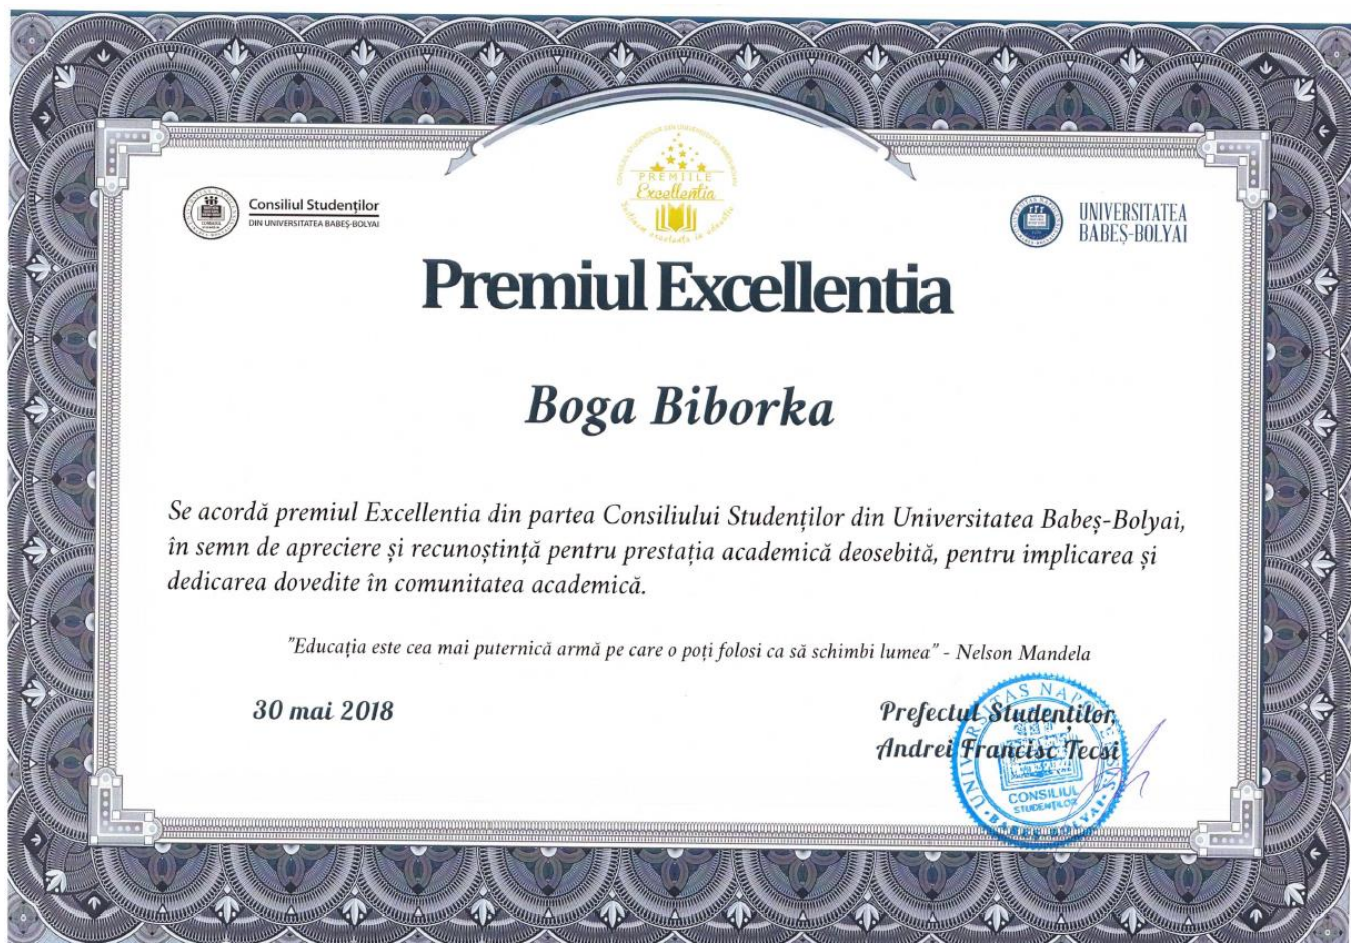 PREMIILE
Excellentia
Consiliul Studenților
DIN UNIVERSITATEA BABEȘ-BOLYAI
UNIVERSITATEA
BABEȘ-BOLYAI
Premiul Excellentia
Boga Biborka
Se acordă premiul Excellentia din partea Consiliului Studenților din Universitatea Babeș-Bolyai,
în semn de apreciere și recunoștință pentru prestația academică deosebită, pentru implicarea și
dedicarea dovedite în comunitatea academică.
"Educația este cea mai puternică armă pe care o poți folosi ca să schimbi lumea" - Nelson Mandela
30 mai 2018
Prefectul Studenților,
Andrei Francisc Tecsi
CONSILIUL
STUDENȚILOR
BABEȘ-BOLYAI